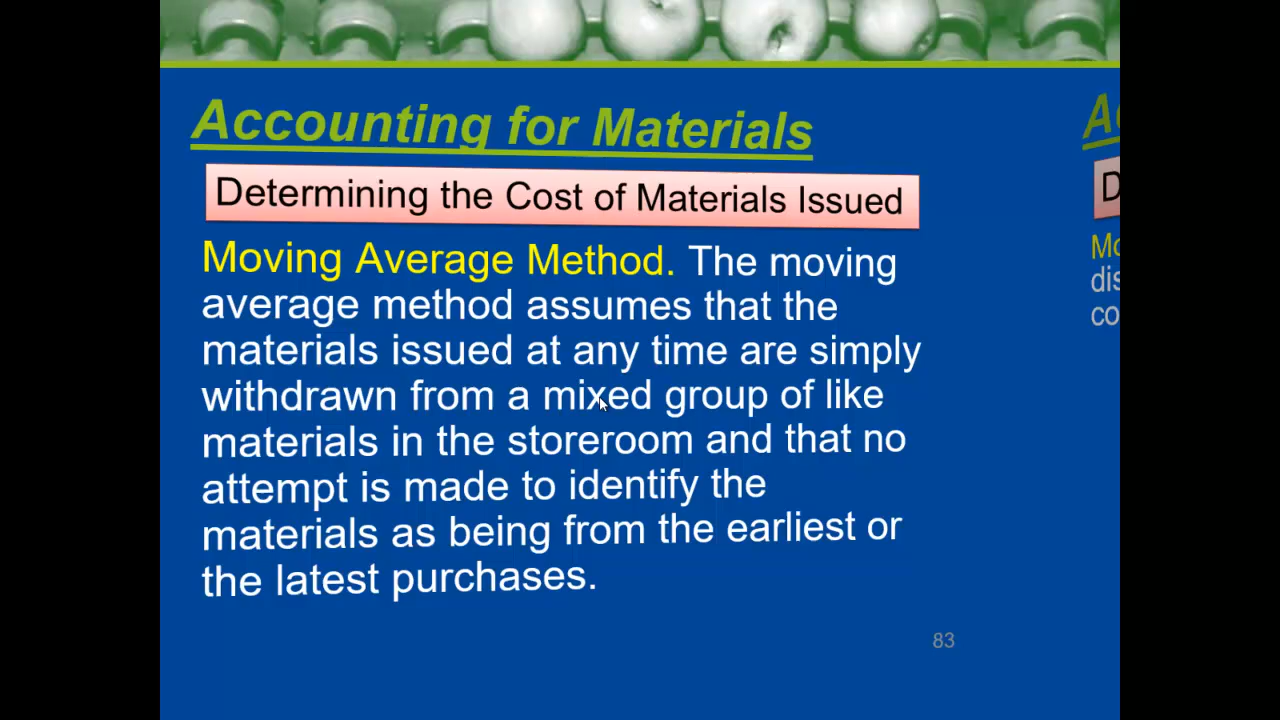 Accounting for Materials
Determining the Cost of Materials Issued
Moving Average Method. The moving
average method assumes that the
materials issued at any time are simply
withdrawn from a mixed group of like
materials in the storeroom and that no
attempt is made to identify the
materials as being from the earliest or
the latest purchases.
83